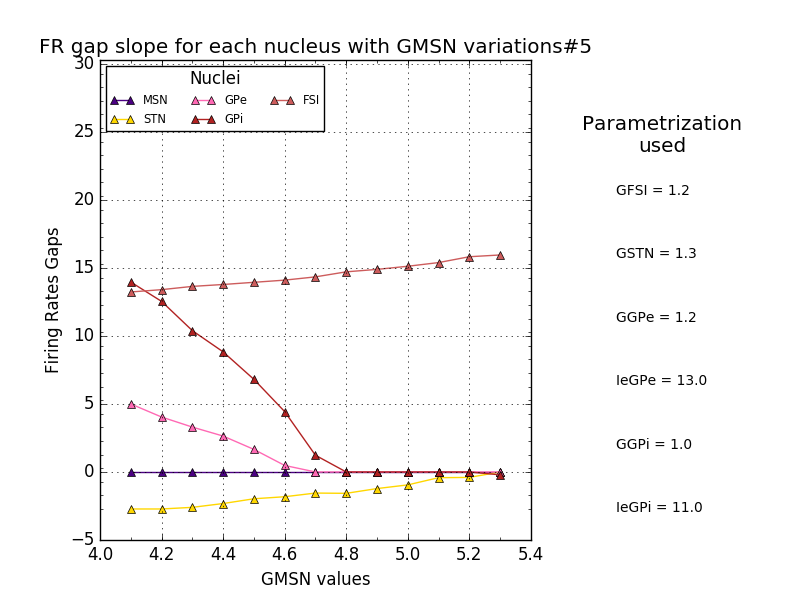 FR gap slope for each nucleus with GMSN variations#5
Nuclei
MSN GPe FSI
STN GPi
30
25
20
15
10
5
0
−5
Firing Rates Gaps
4.0 4.2 4.4 4.6 4.8 5.0 5.2 5.4
GMSN values
Parametrization
used
GFSI = 1.2
GSTN = 1.3
GGPe = 1.2
IeGPe = 13.0
GGPi = 1.0
IeGPi = 11.0